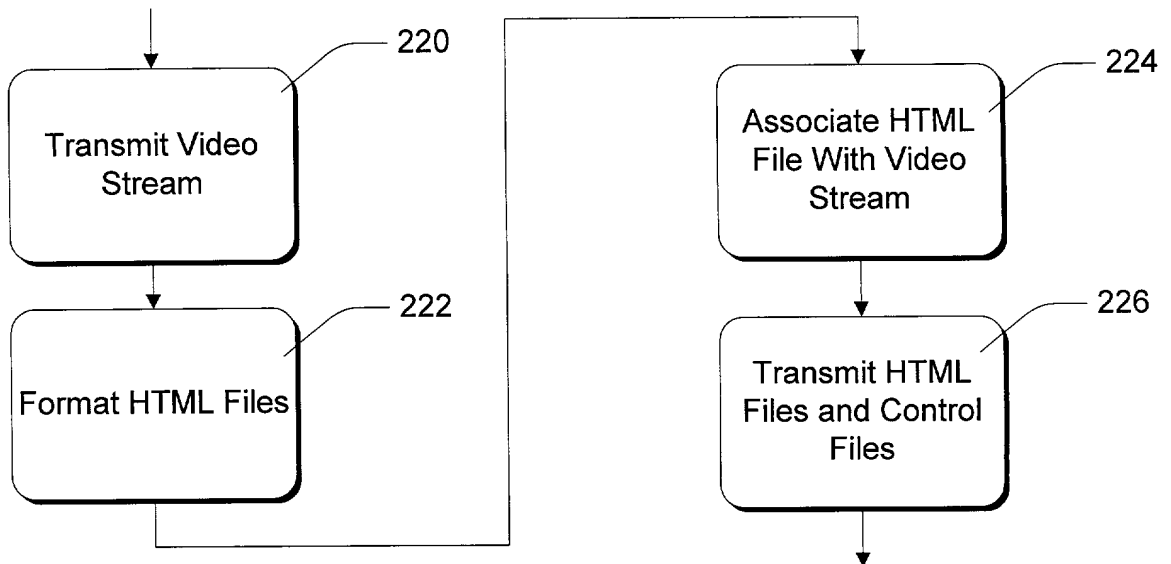 220
Transmit Video
Stream
222
Format HTML Files
224
Associate HTML
File With Video
Stream
226
Transmit HTML
Files and Control
Files